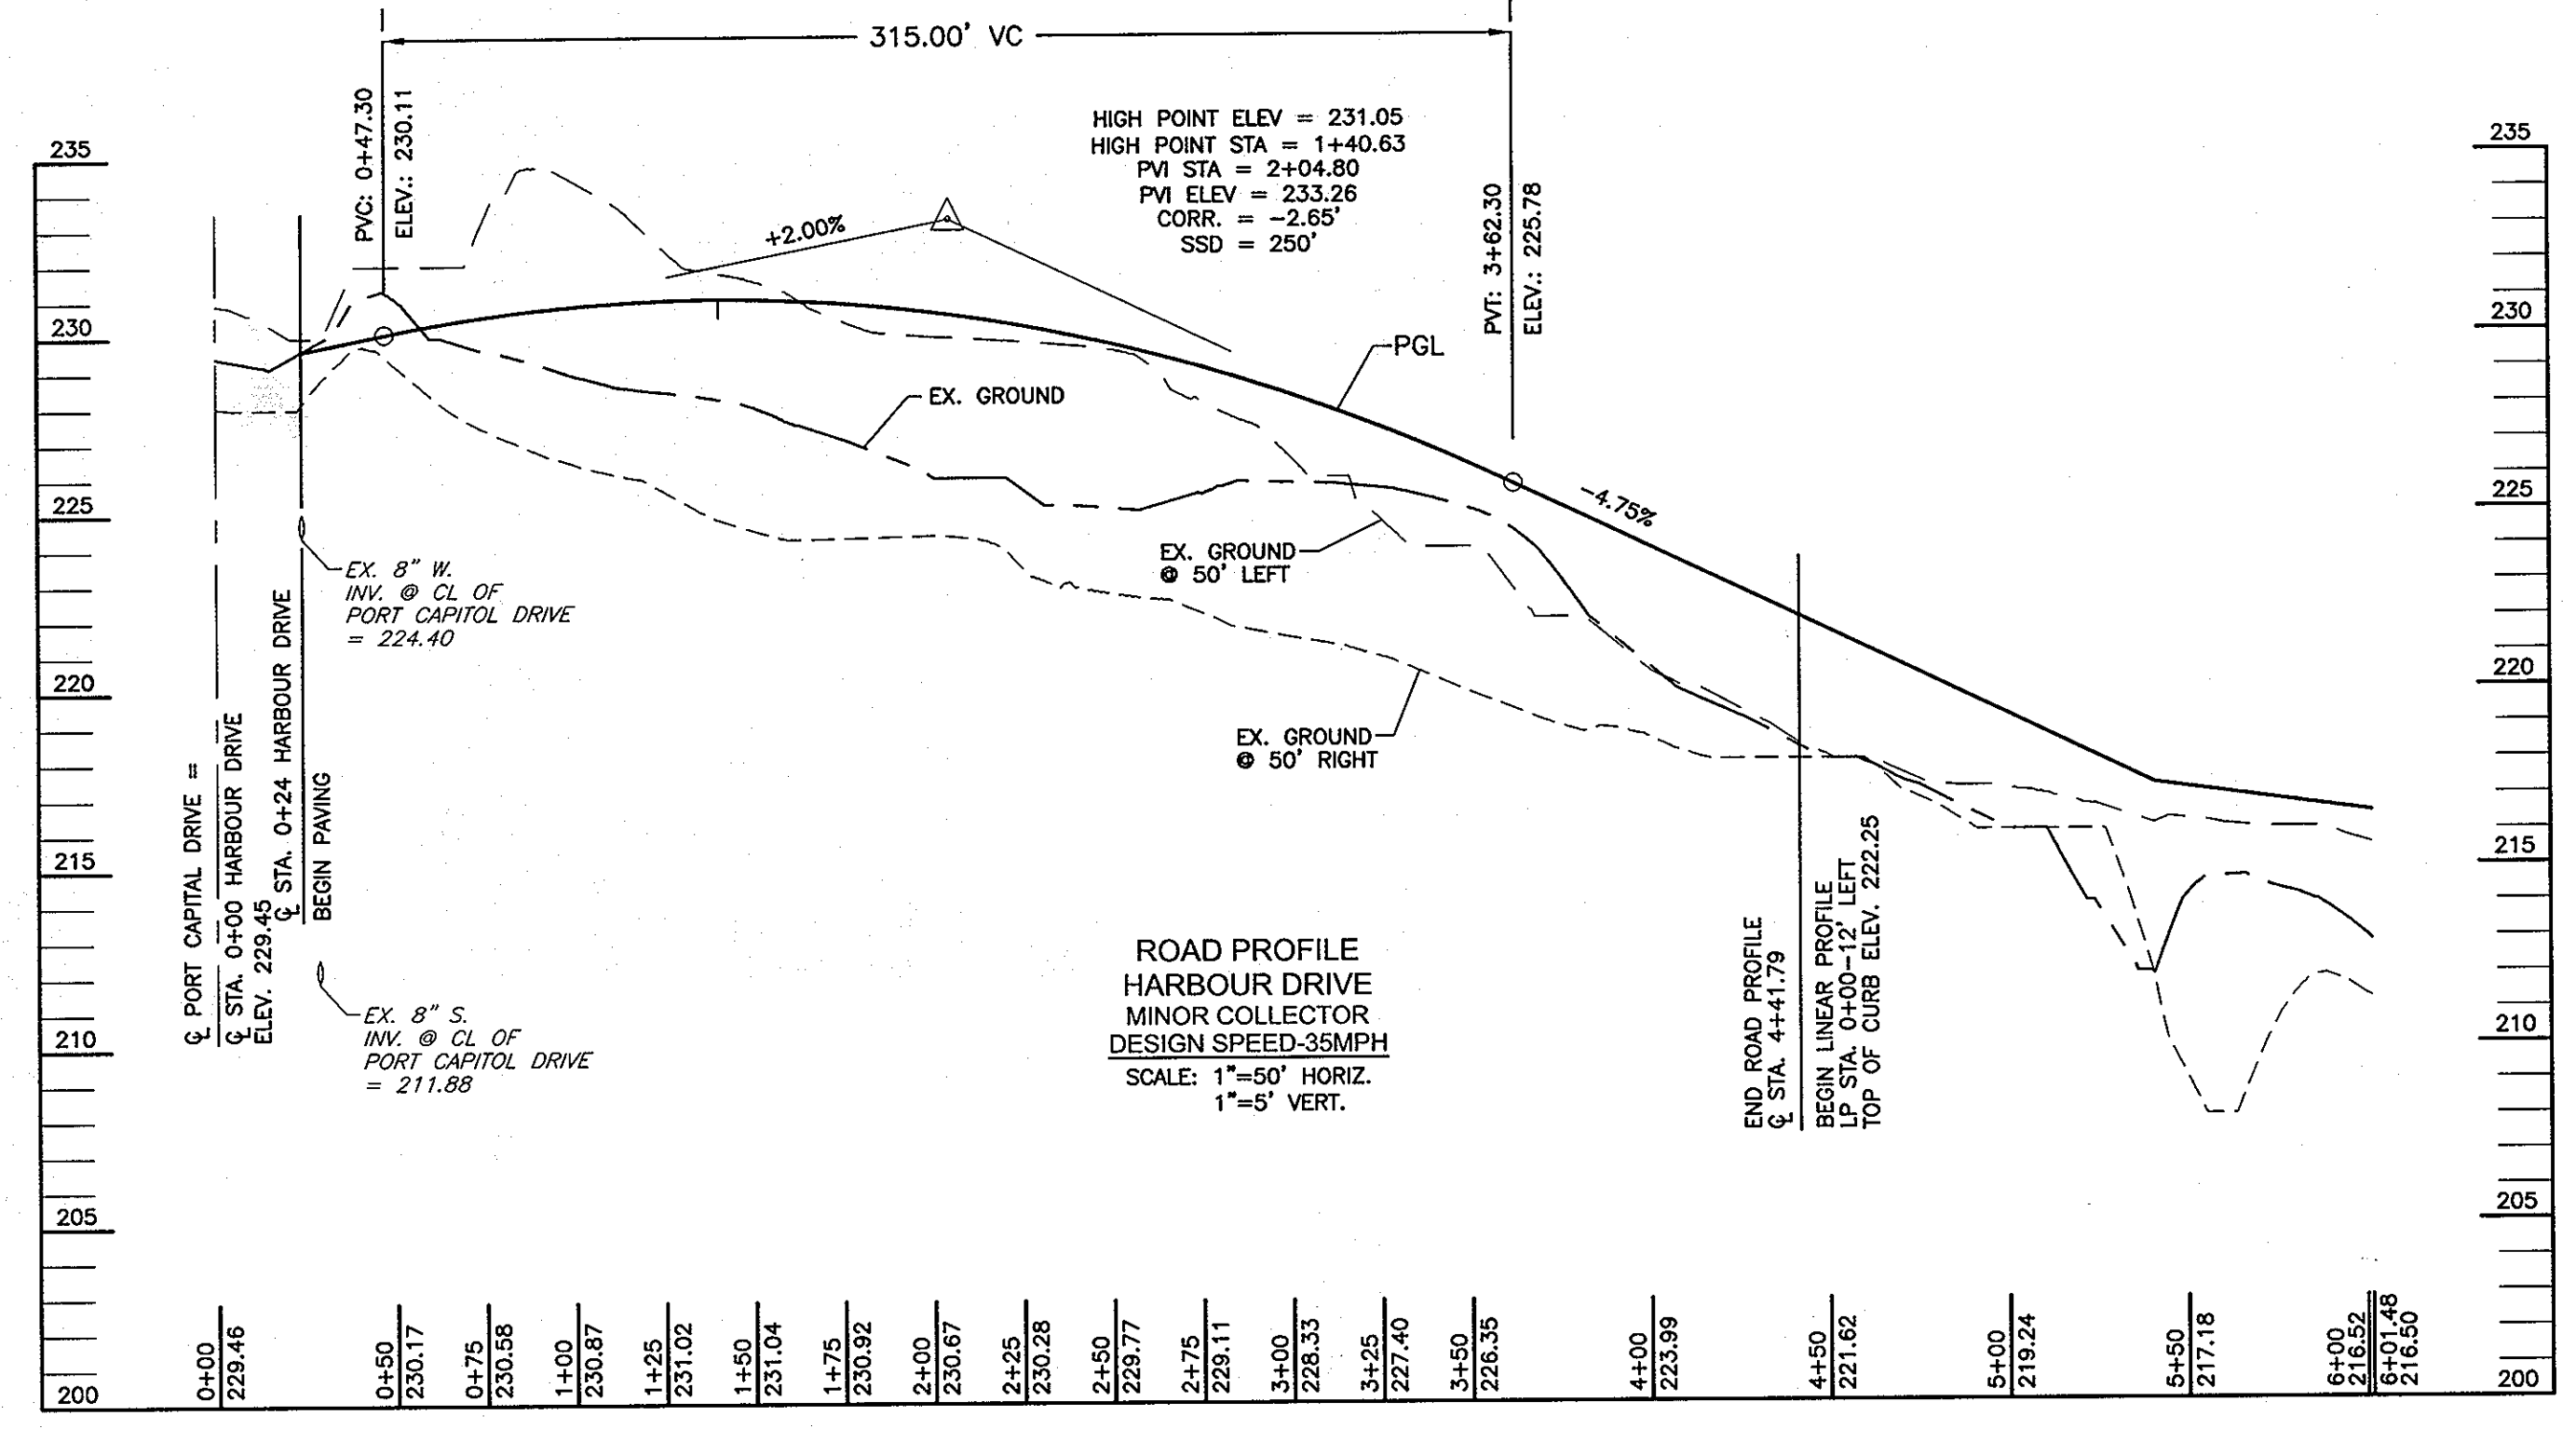 315.00' VC
PVC: 0+47.30
ELEV.: 230.11
HIGH POINT ELEV = 231.05
HIGH POINT STA = 1+40.63
PVI STA = 2+04.80
PVI ELEV = 233.26
CORR. = -2.65'
SSD = 250'
PVT: 3+62.30
ELEV.: 225.78
235
230
225
220
215
210
205
200
235
230
225
220
215
210
205
200
+2.00%
PGL
EX. GROUND
-4.75%
EX. GROUND
@ 50' LEFT
EX. GROUND
@ 50' RIGHT
EX. 8" W.
INV. @ CL OF
PORT CAPITOL DRIVE
= 224.40
℄ PORT CAPITAL DRIVE =
℄ STA. 0+00 HARBOUR DRIVE
ELEV. 229.45
℄ STA. 0+24 HARBOUR DRIVE
BEGIN PAVING
EX. 8" S.
INV. @ CL OF
PORT CAPITOL DRIVE
= 211.88
ROAD PROFILE
HARBOUR DRIVE
MINOR COLLECTOR
DESIGN SPEED-35MPH
SCALE: 1"=50' HORIZ.
1"=5' VERT.
END ROAD PROFILE
℄ STA. 4+41.79
BEGIN LINEAR PROFILE
LP STA. 0+00-12' LEFT
TOP OF CURB ELEV. 222.25
0+00
229.46
0+50
230.17
0+75
230.58
1+00
230.87
1+25
231.02
1+50
231.04
1+75
230.92
2+00
230.67
2+25
230.28
2+50
229.77
2+75
229.11
3+00
228.33
3+25
227.40
3+50
226.35
4+00
223.99
4+50
221.62
5+00
219.24
5+50
217.18
6+00
216.52
6+01.48
216.50